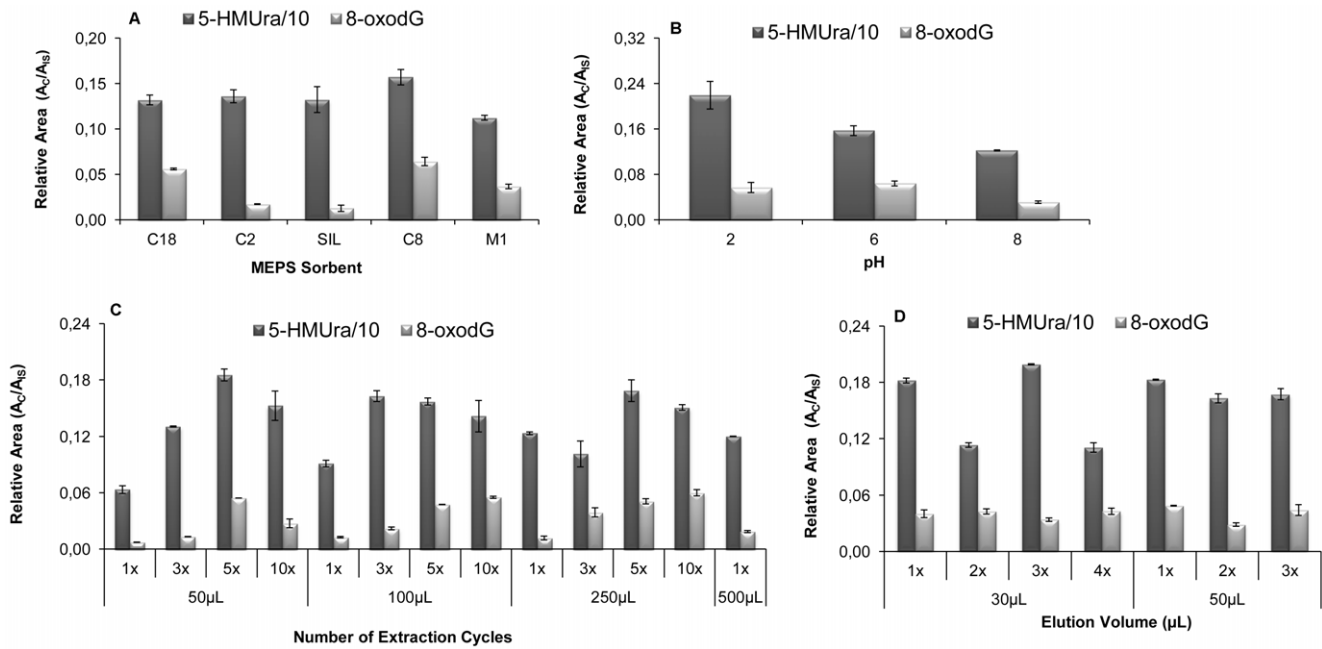 A
5-HMUra/10 8-oxodG
Relative Area (AC/AIS)
0,20
0,15
0,10
0,05
0,00
C18 C2 SIL C8 M1
MEPS Sorbent
B
5-HMUra/10 8-oxodG
Relative Area (AC/AIS)
0,32
0,24
0,16
0,08
0,00
2 6 8
pH
C
5-HMUra/10 8-oxodG
Relative Area (AC/AIS)
0,24
0,18
0,12
0,06
0,00
1x 3x 5x 10x 1x 3x 5x 10x 1x 3x 5x 10x 1x
50µL 100µL 250µL 500µL
Number of Extraction Cycles
D
5-HMUra/10 8-oxodG
Relative Area (AC/AIS)
0,24
0,18
0,12
0,06
0,00
1x 2x 3x 4x 1x 2x 3x
30µL 50µL
Elution Volume (µL)